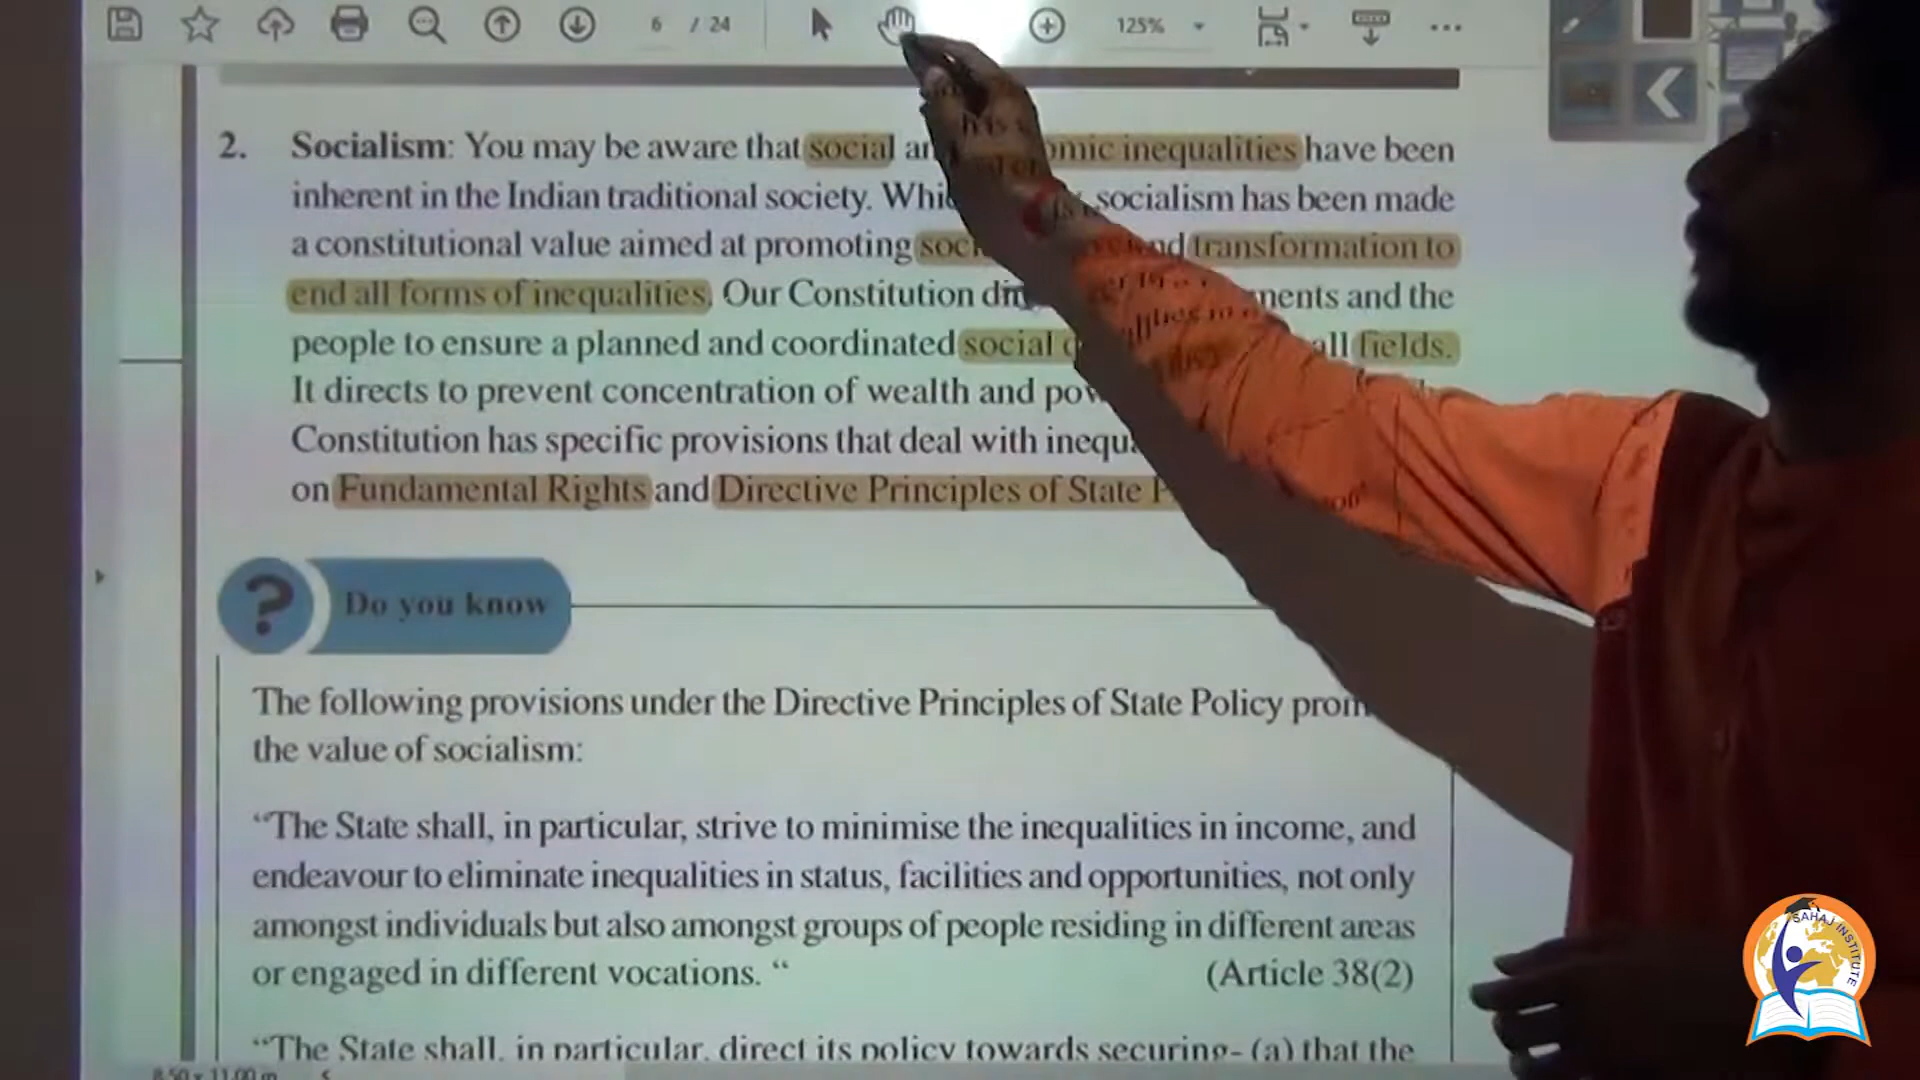 6 / 24
125%
2. Socialism: You may be aware that social omic inequalities have been
inherent in the Indian traditional society. socialism has been made
a constitutional value aimed at promoting transformation to
end all forms of inequalities. Our Constitution and the
people to ensure a planned and coordinated social all fields.
It directs to prevent concentration of wealth and
Constitution has specific provisions that deal with
on Fundamental Rights and Directive Principles of State
? Do you know
The following provisions under the Directive Principles of State Policy
the value of socialism:
“The State shall, in particular, strive to minimise the inequalities in income, and
endeavour to eliminate inequalities in status, facilities and opportunities, not only
amongst individuals but also amongst groups of people residing in different areas
or engaged in different vocations. “ (Article 38(2)
“The State shall, in particular, direct its policy towards securing- (a) that the
8.50 x 11.00 in
SAHAJ INSTITUTE